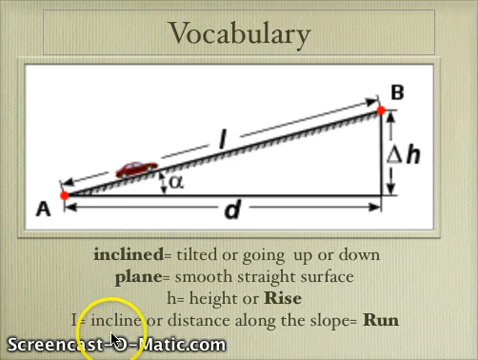 Vocabulary
B
l
Δh
α
A
d
inclined= tilted or going up or down
plane= smooth straight surface
h= height or Rise
I= incline or distance along the slope= Run
Screencast-O-Matic.com